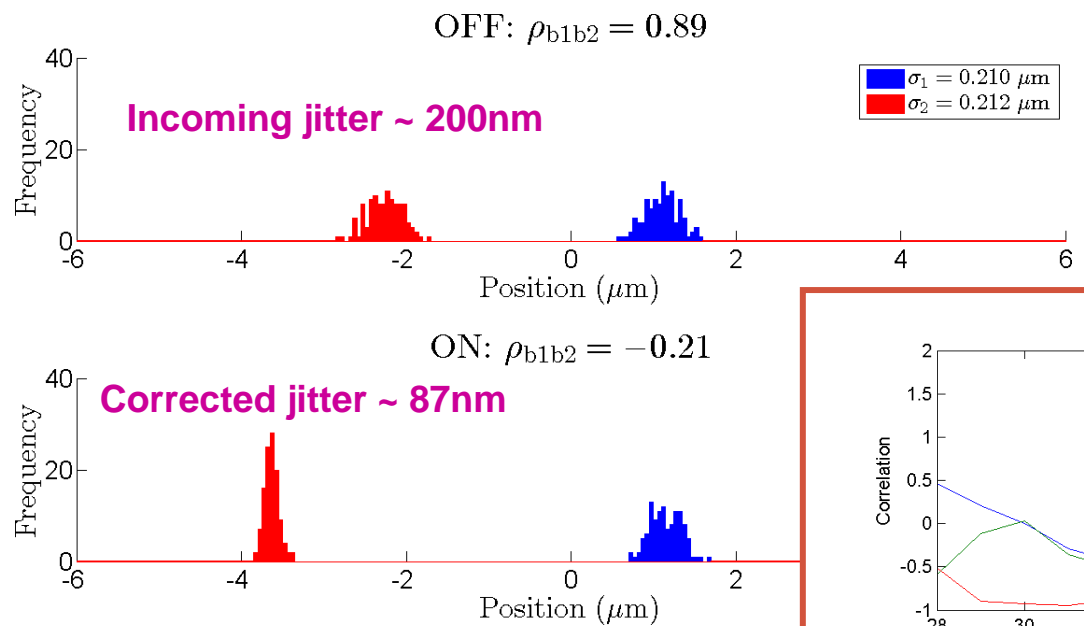 OFF: ρb1b2 = 0.89
40
20
0
Frequency
Incoming jitter ~ 200nm
σ1 = 0.210 μm
σ2 = 0.212 μm
-6 -4 -2 0 2 4 6
Position (μm)
ON: ρb1b2 = −0.21
40
20
0
Frequency
Corrected jitter ~ 87nm
-6 -4 -2 0 2
Position (μm)
2
1.5
1
0.5
0
-0.5
-1
Correlation
28 30